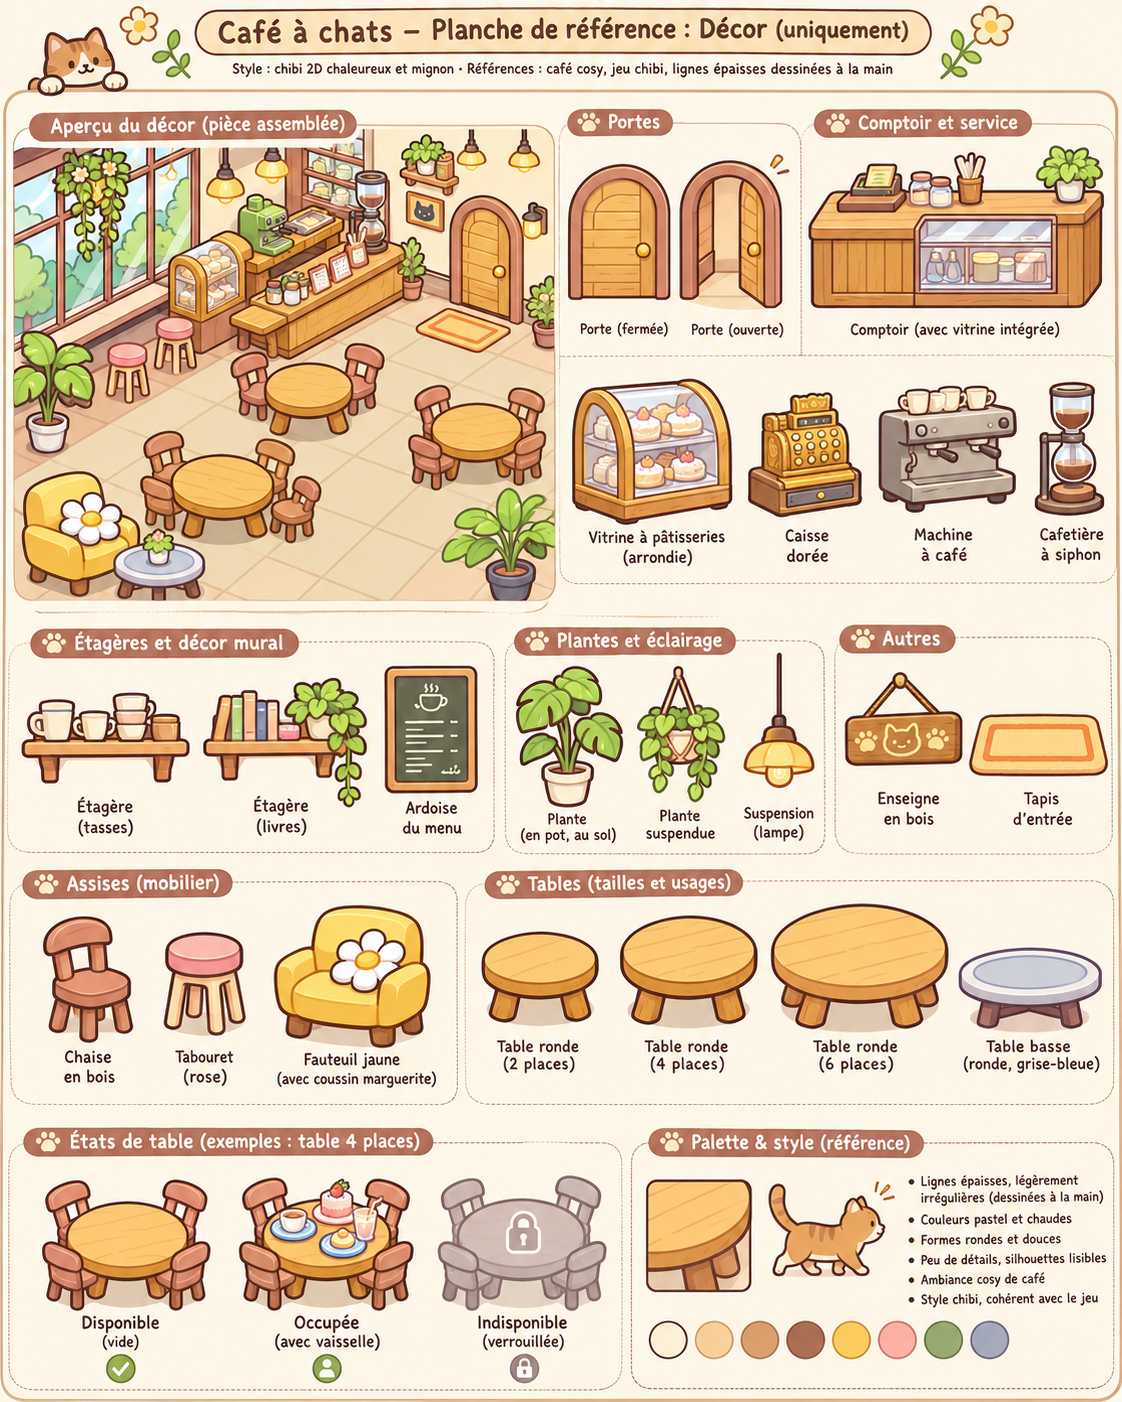 Café à chats – Planche de référence : Décor (uniquement)
Style : chibi 2D chaleureux et mignon • Références : café cosy, jeu chibi, lignes épaisses dessinées à la main
Aperçu du décor (pièce assemblée)
Portes
Porte (fermée)
Porte (ouverte)
Comptoir et service
Comptoir (avec vitrine intégrée)
Vitrine à pâtisseries
(arrondie)
Caisse
dorée
Machine
à café
Cafetière
à siphon
Étagères et décor mural
Étagère
(tasses)
Étagère
(livres)
Ardoise
du menu
Plantes et éclairage
Plante
(en pot, au sol)
Plante
suspendue
Suspension
(lampe)
Autres
Enseigne
en bois
Tapis
d'entrée
Assises (mobilier)
Chaise
en bois
Tabouret
(rose)
Fauteuil jaune
(avec coussin marguerite)
Tables (tailles et usages)
Table ronde
(2 places)
Table ronde
(4 places)
Table ronde
(6 places)
Table basse
(ronde, grise-bleue)
États de table (exemples : table 4 places)
Disponible
(vide)
Occupée
(avec vaisselle)
Indisponible
(verrouillée)
Palette & style (référence)
• Lignes épaisses, légèrement
irrégulières (dessinées à la main)
• Couleurs pastel et chaudes
• Formes rondes et douces
• Peu de détails, silhouettes lisibles
• Ambiance cosy de café
• Style chibi, cohérent avec le jeu